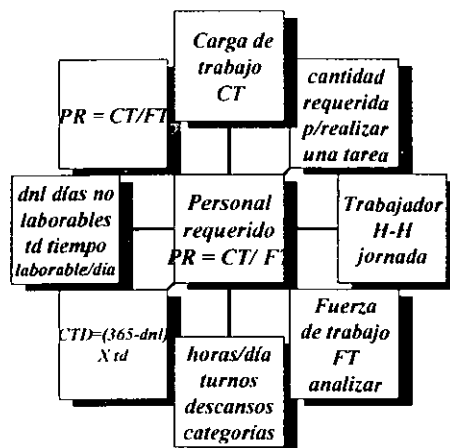 Carga de
trabajo
CT
cantidad
requerida
p/realizar
una tarea
Trabajador
H-H
jornada
Fuerza
de trabajo
FT
analizar
horas/día
turnos
descansos
categorías
CTD=(365-dnl)
X td
dnl días no
laborables
td tiempo
laborable/día
PR = CT/FT
Personal
requerido
PR = CT/ FT